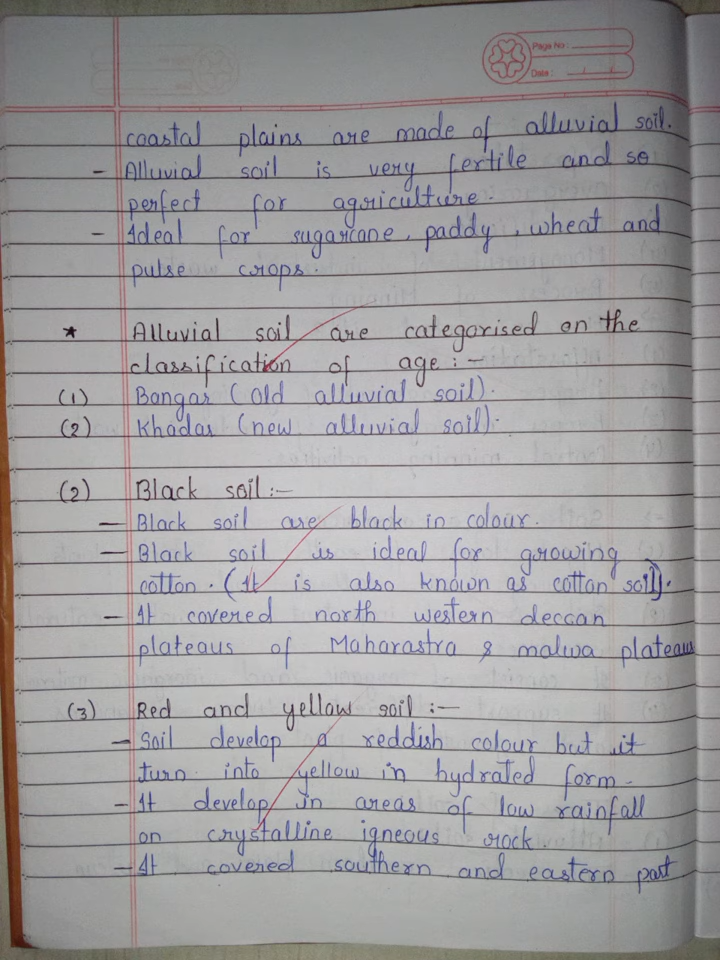 Page No :
Date : / /
coastal plains are made of alluvial soil.
- Alluvial soil is very fertile and so
perfect for agriculture.
- Ideal for sugarcane, paddy, wheat and
pulse crops.
* Alluvial soil are categorised on the
classification of age :-
(1) Bangar (old alluvial soil).
(2) Khadar (new alluvial soil).
(2) Black soil :-
- Black soil are black in colour.
- Black soil is ideal for growing
cotton. (It is also known as cotton soil).
- It covered north western deccan
plateaus of Maharastra & malwa plateaus
(3) Red and yellow soil :-
- Soil develop a reddish colour but it
turn into yellow in hydrated form.
- It develop in areas of low rainfall
on crystalline igneous rock.
- It covered southern and eastern part